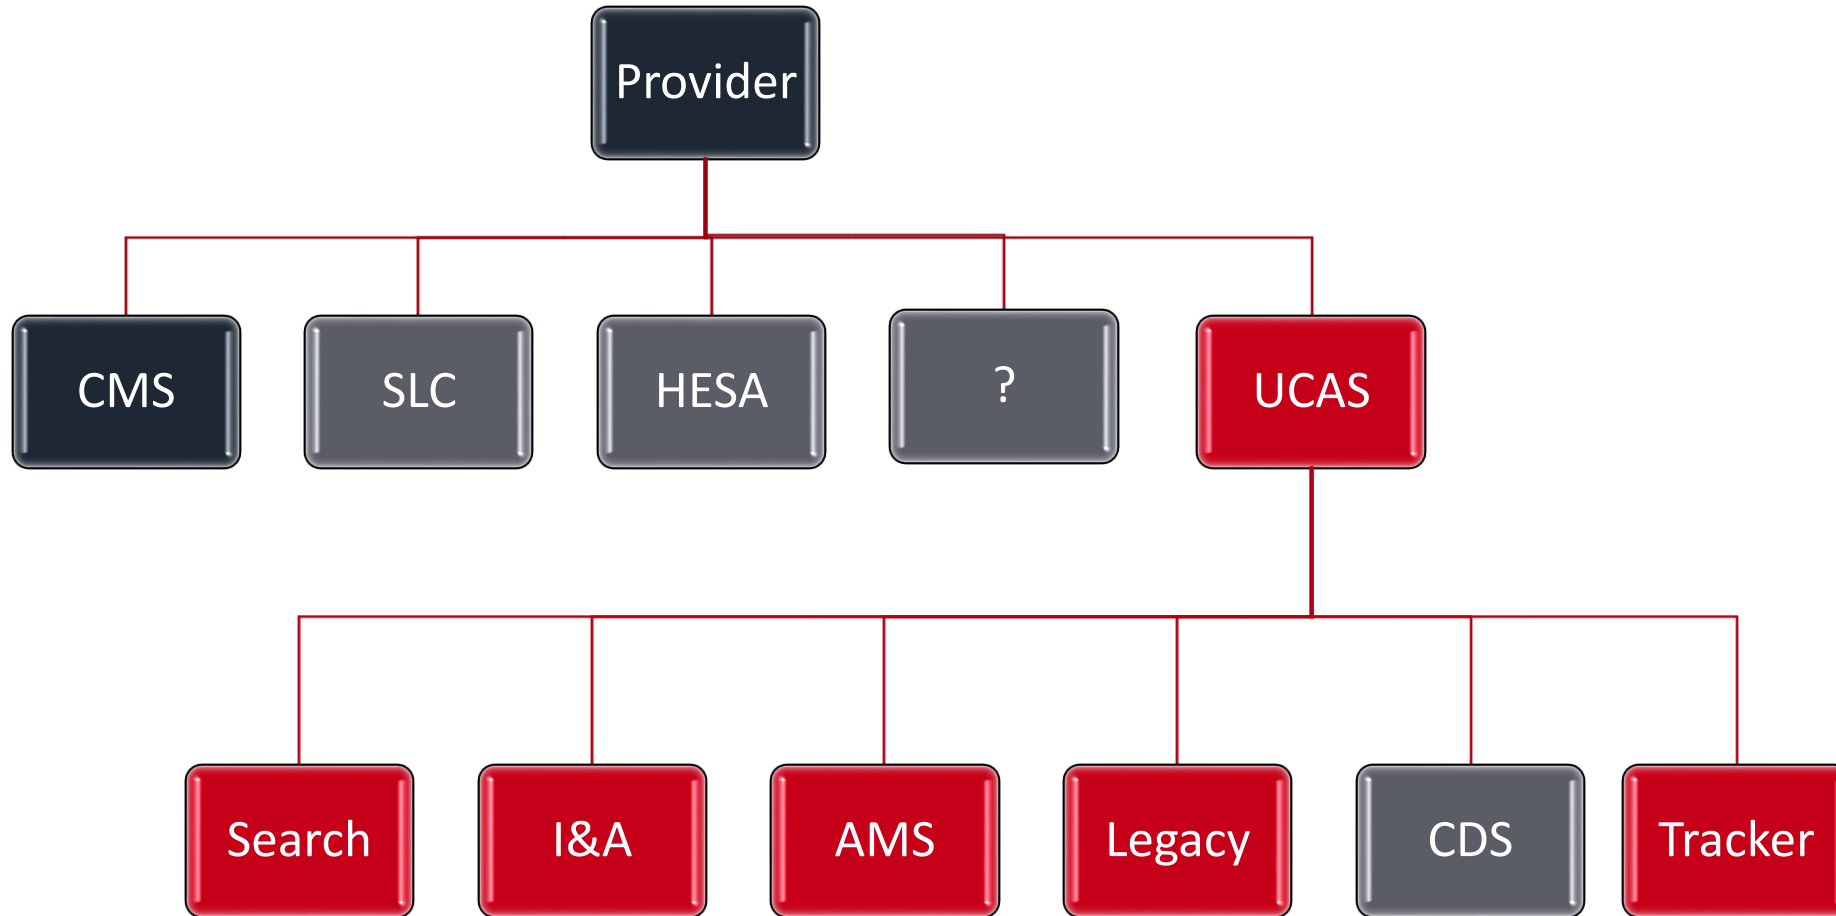 Provider
CMS
SLC
HESA
?
UCAS
Search
I&A
AMS
Legacy
CDS
Tracker